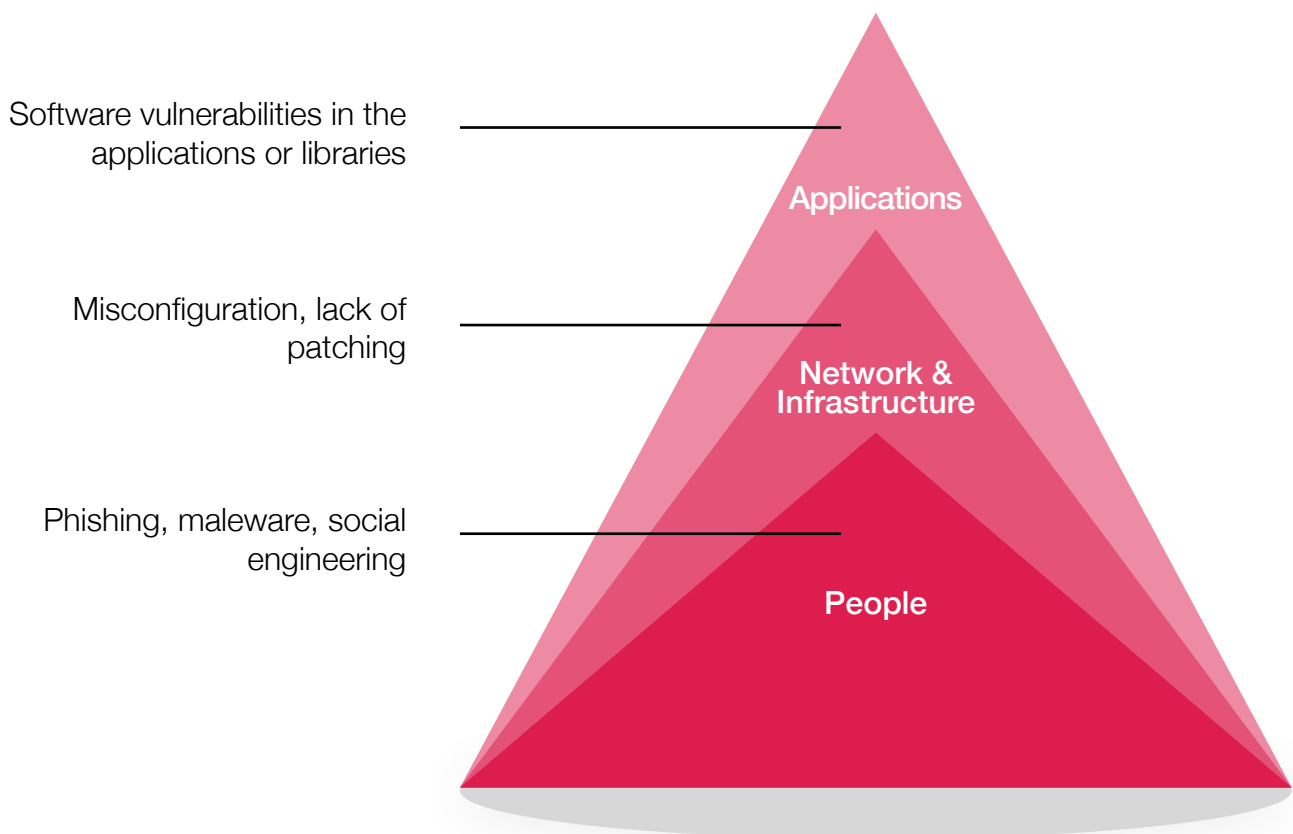 Software vulnerabilities in the
applications or libraries
Applications
Misconfiguration, lack of
patching
Network &
Infrastructure
Phishing, maleware, social
engineering
People